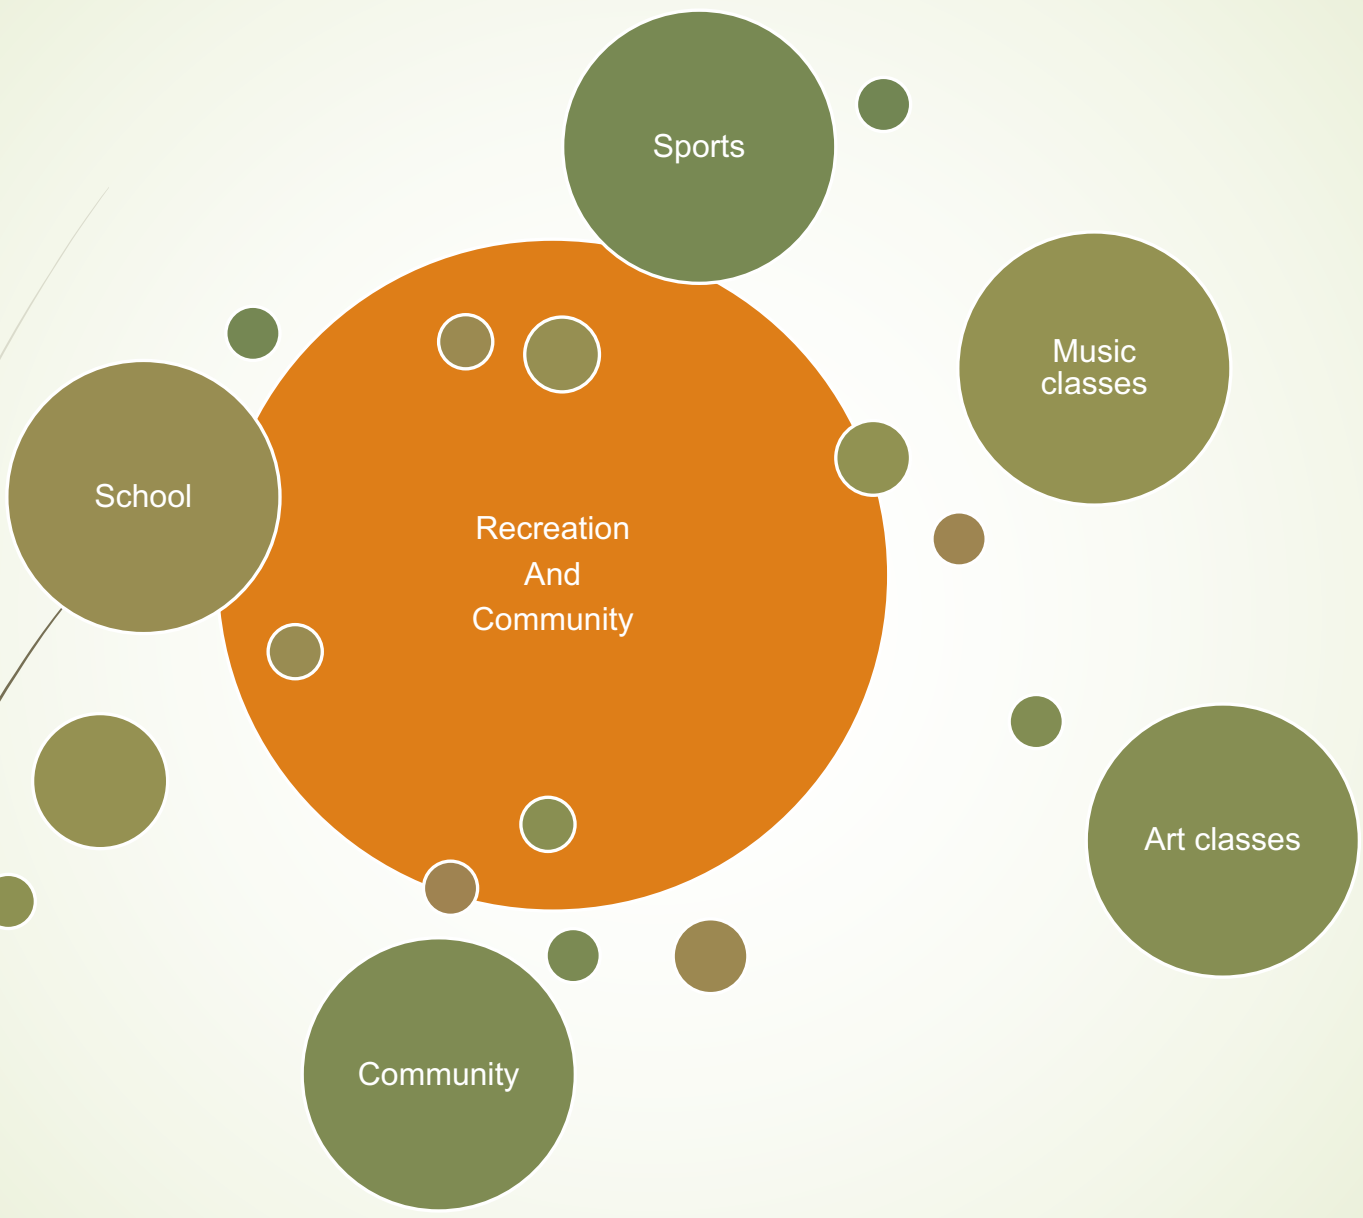 Sports
Music
classes
School
Recreation
And
Community
Art classes
Community